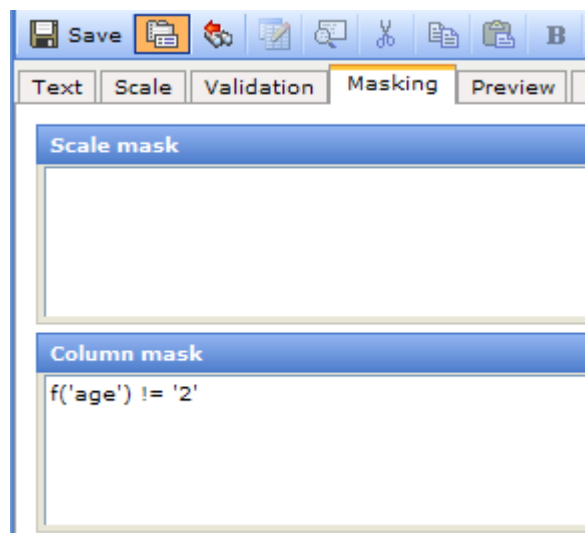 Save B
Text Scale Validation Masking Preview
Scale mask
Column mask
f('age') != '2'